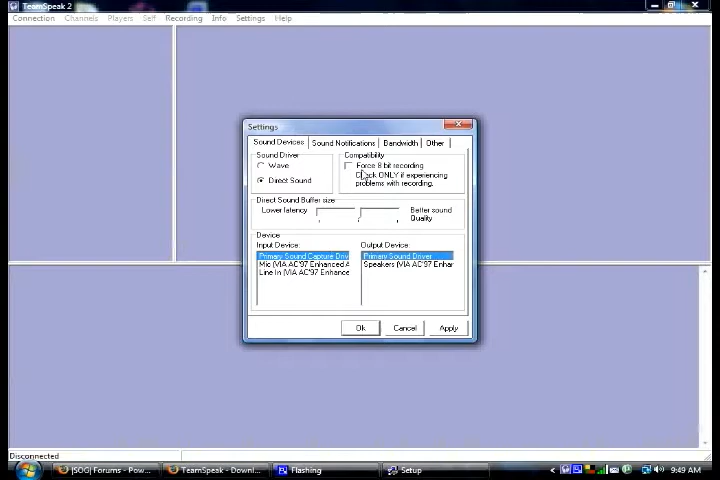 TeamSpeak 2
Connection Channels Players Self Recording Info Settings Help
Settings
Sound Devices Sound Notifications Bandwidth Other
Sound Driver
Wave
Direct Sound
Compatibility
Force 8 bit recording
Check ONLY if experiencing
problems with recording.
Direct Sound Buffer size
Lower latency
Better sound
Quality
Device
Input Device:
Primary Sound Capture Driv
Mic (VIA AC'97 Enhanced A
Line In (VIA AC'97 Enhance
Output Device:
Primary Sound Driver
Speakers (VIA AC'97 Enhar
Ok Cancel Apply
Disconnected
|SOG| Forums - Pow... TeamSpeak - Downl... Flashing Setup 9:49 AM